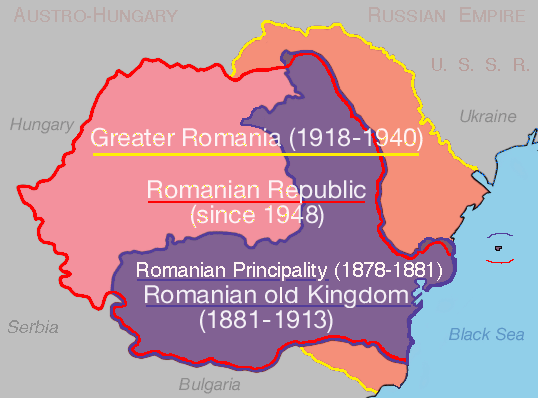 AUSTRO-HUNGARY
RUSSIAN EMPIRE
U. S. S. R.
Hungary
Ukraine
Greater Romania (1918-1940)
Romanian Republic
(since 1948)
Romanian Principality (1878-1881)
Romanian old Kingdom
(1881-1913)
Serbia
Black Sea
Bulgaria